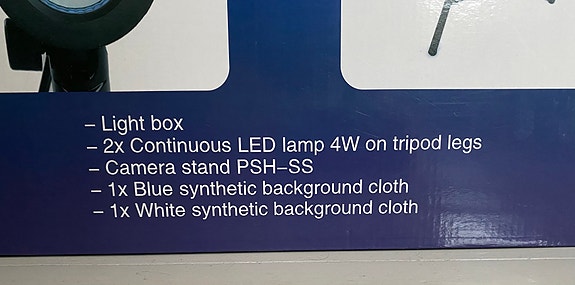 – Light box
– 2x Continuous LED lamp 4W on tripod legs
– Camera stand PSH–SS
– 1x Blue synthetic background cloth
– 1x White synthetic background cloth